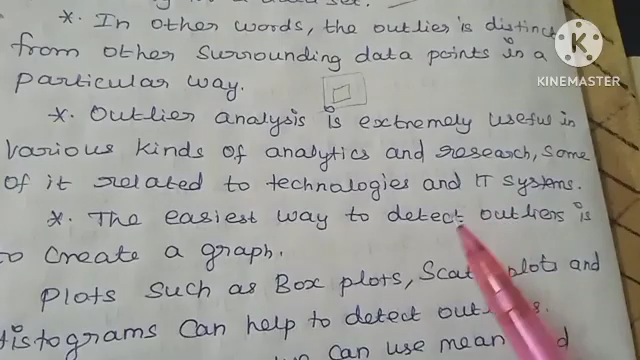 *. In other words, the outlier is distinct
from other surrounding data points in a
particular way.
*. Outlier analysis is extremely useful in
various kinds of analytics and research, some
of it related to technologies and IT systems.
*. The easiest way to detect outliers is
to create a graph.
Plots such as Box plots, plots and
Histograms can help to detect
can use mean
KINEMASTER